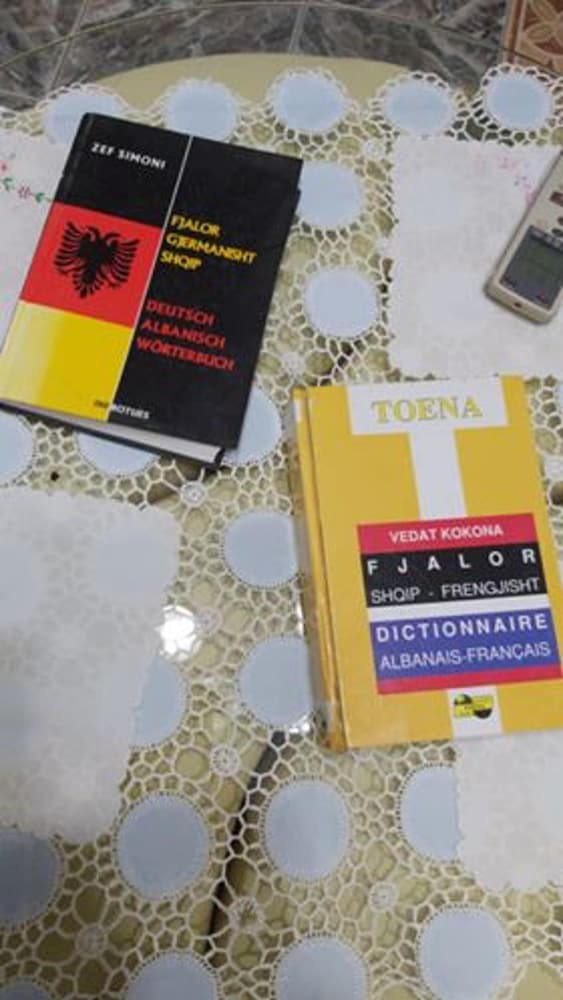 ZEF SIMONI
FJALOR
GJERMANISHT
SHQIP
DEUTSCH
ALBANISCH
WÖRTERBUCH
TOENA
VEDAT KOKONA
FJALOR
SHQIP - FRENGJISHT
DICTIONNAIRE
ALBANAIS-FRANÇAIS